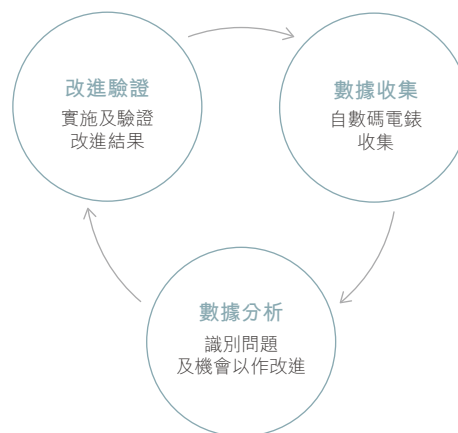 改進驗證
實施及驗證
改進結果
數據收集
自數碼電錶
收集
數據分析
識別問題
及機會以作改進